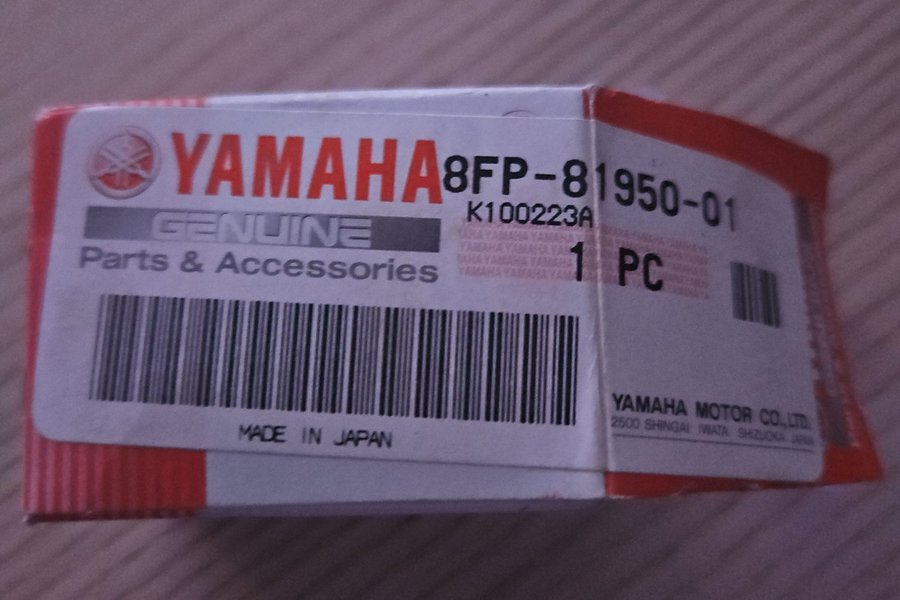 YAMAHA
GENUINE
Parts & Accessories
8FP-81950-01
K100223A
1 PC
MADE IN JAPAN
YAMAHA MOTOR CO.,LTD.
2500 SHINGAI IWATA SHIZUOKA JAPAN